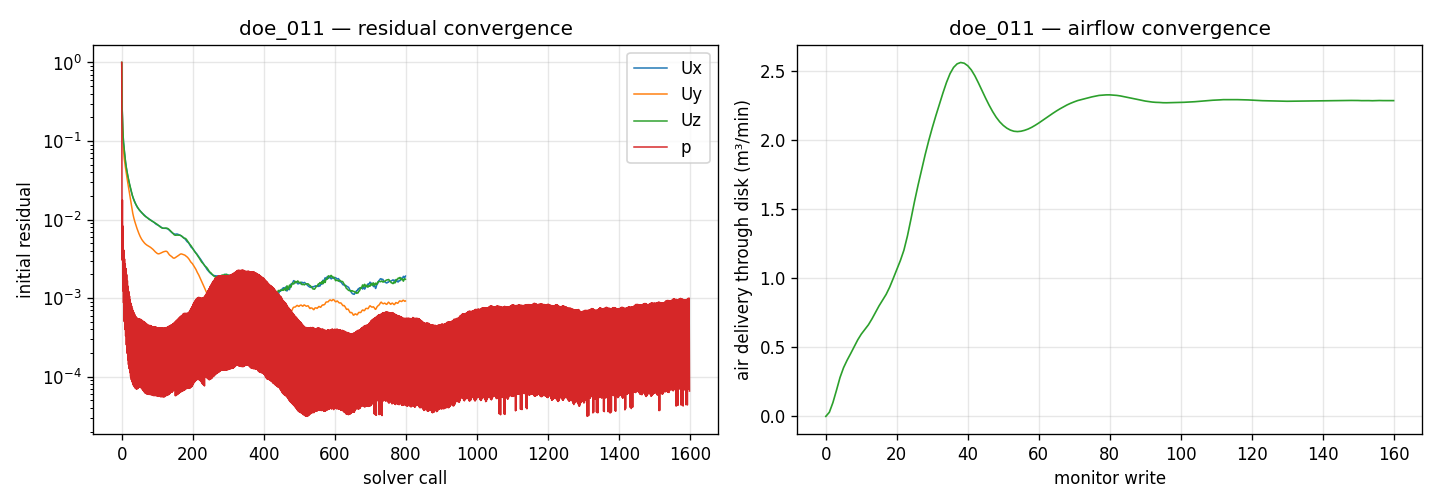 doe_011 — residual convergence
initial residual
10⁰
10⁻¹
10⁻²
10⁻³
10⁻⁴
Ux
Uy
Uz
p
0 200 400 600 800 1000 1200 1400 1600
solver call
doe_011 — airflow convergence
air delivery through disk (m³/min)
2.5
2.0
1.5
1.0
0.5
0.0
0 20 40 60 80 100 120 140 160
monitor write